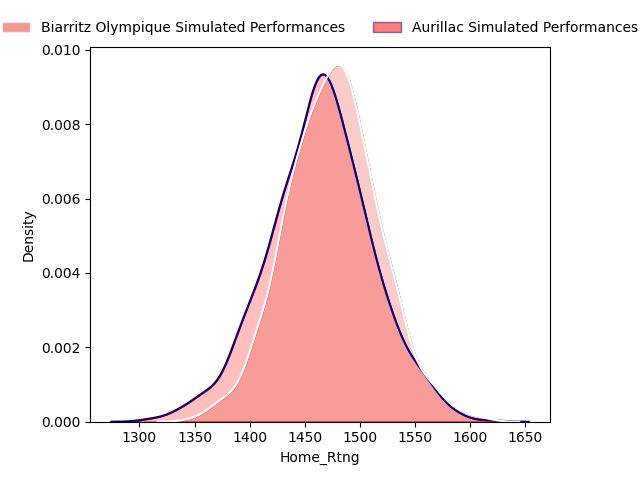 Biarritz Olympique Simulated Performances
Aurillac Simulated Performances
0.010
0.008
0.006
0.004
0.002
0.000
Density
1300 1350 1400 1450 1500 1550 1600 1650
Home_Rtng